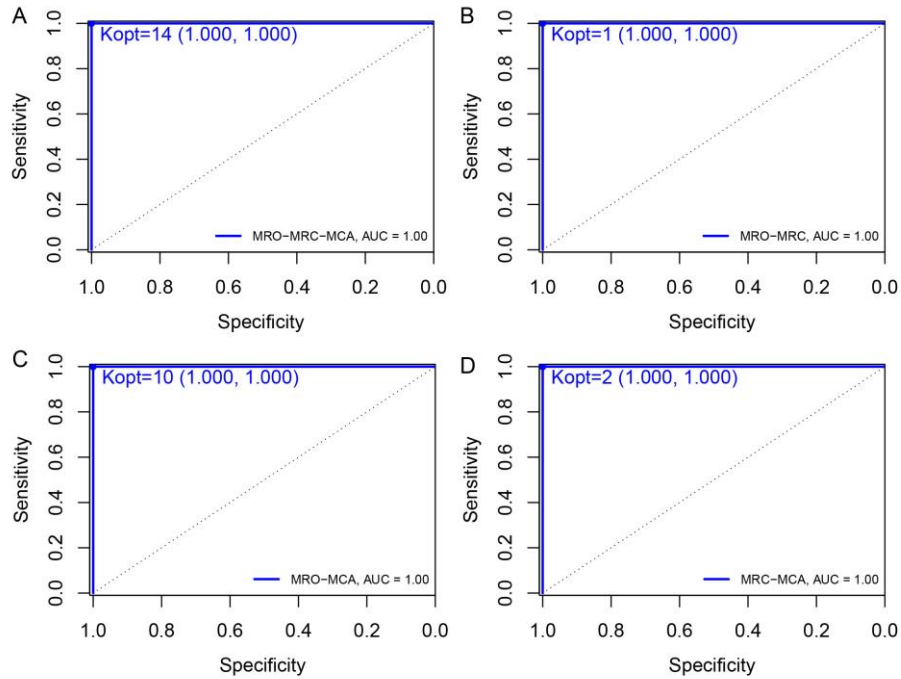 A
Kopt=14 (1.000, 1.000)
Sensitivity
0.0 0.2 0.4 0.6 0.8 1.0
MRO−MRC−MCA, AUC = 1.00
1.0 0.8 0.6 0.4 0.2 0.0
Specificity
B
Kopt=1 (1.000, 1.000)
Sensitivity
0.0 0.2 0.4 0.6 0.8 1.0
MRO−MRC, AUC = 1.00
1.0 0.8 0.6 0.4 0.2 0.0
Specificity
C
Kopt=10 (1.000, 1.000)
Sensitivity
0.0 0.2 0.4 0.6 0.8 1.0
MRO−MCA, AUC = 1.00
1.0 0.8 0.6 0.4 0.2 0.0
Specificity
D
Kopt=2 (1.000, 1.000)
Sensitivity
0.0 0.2 0.4 0.6 0.8 1.0
MRC−MCA, AUC = 1.00
1.0 0.8 0.6 0.4 0.2 0.0
Specificity